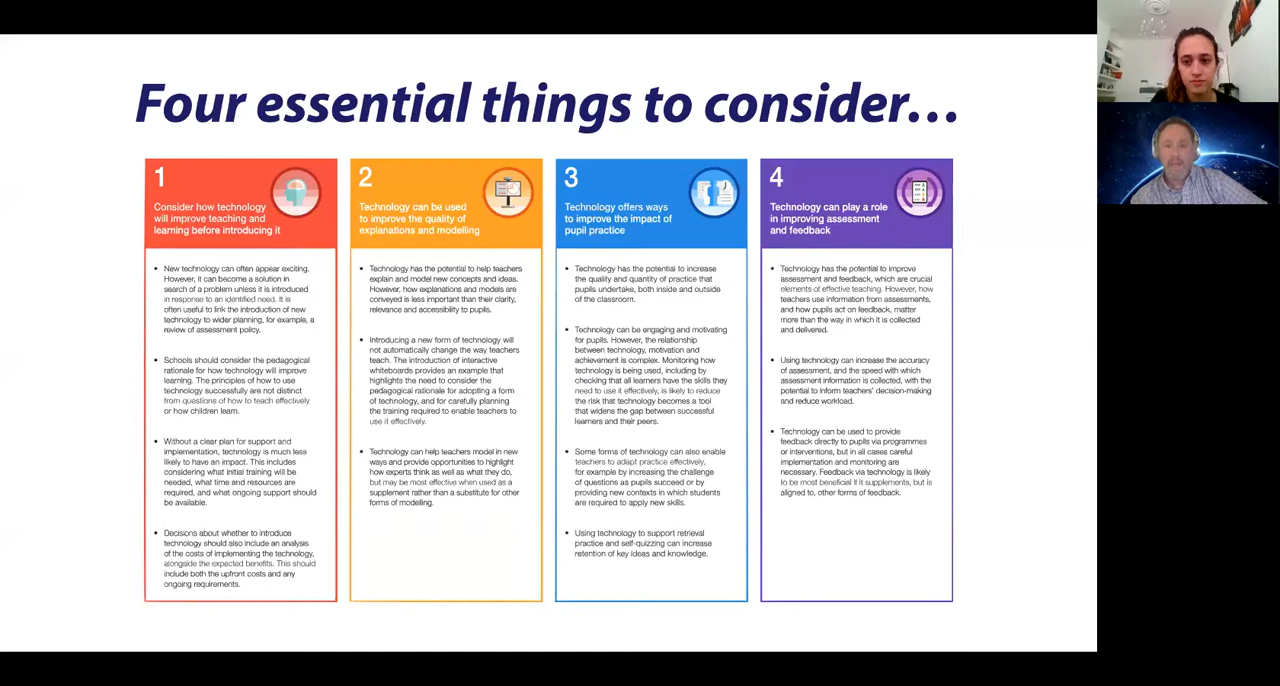 Four essential things to consider…
1
Consider how technology
will improve teaching and
learning before introducing it
• New technology can often appear exciting.
However, it can become a solution in
search of a problem unless it is introduced
in response to an identified need. It is
often useful to link the introduction of new
technology to wider planning, for example, a
review of assessment policy.
• Schools should consider the pedagogical
rationale for how technology will improve
learning. The principles of how to use
technology successfully are not distinct
from questions of how to teach effectively
or how children learn.
• Without a clear plan for support and
implementation, technology is much less
likely to have an impact. This includes
considering what initial training will be
needed, what time and resources are
required, and what ongoing support should
be available.
• Decisions about whether to introduce
technology should also include an analysis
of the costs of implementing the technology,
alongside the expected benefits. This should
include both the upfront costs and any
ongoing requirements.
2
Technology can be used
to improve the quality of
explanations and modelling
• Technology has the potential to help teachers
explain and model new concepts and ideas.
However, how explanations and models are
conveyed is less important than their clarity,
relevance and accessibility to pupils.
• Introducing a new form of technology will
not automatically change the way teachers
teach. The introduction of interactive
whiteboards provides an example that
highlights the need to consider the
pedagogical rationale for adopting a form
of technology, and for carefully planning
the training required to enable teachers to
use it effectively.
• Technology can help teachers model in new
ways and provide opportunities to highlight
how experts think as well as what they do,
but may be most effective when used as a
supplement rather than a substitute for other
forms of modelling.
3
Technology offers ways
to improve the impact of
pupil practice
• Technology has the potential to increase
the quality and quantity of practice that
pupils undertake, both inside and outside
of the classroom.
• Technology can be engaging and motivating
for pupils. However, the relationship
between technology, motivation and
achievement is complex. Monitoring how
technology is being used, including by
checking that all learners have the skills they
need to use it effectively, is likely to reduce
the risk that technology becomes a tool
that widens the gap between successful
learners and their peers.
• Some forms of technology can also enable
teachers to adapt practice effectively,
for example by increasing the challenge
of questions as pupils succeed or by
providing new contexts in which students
are required to apply new skills.
• Using technology to support retrieval
practice and self-quizzing can increase
retention of key ideas and knowledge.
4
Technology can play a role
in improving assessment
and feedback
• Technology has the potential to improve
assessment and feedback, which are crucial
elements of effective teaching. However, how
teachers use information from assessments,
and how pupils act on feedback, matter
more than the way in which it is collected
and delivered.
• Using technology can increase the accuracy
of assessment, and the speed with which
assessment information is collected, with the
potential to inform teachers' decision-making
and reduce workload.
• Technology can be used to provide
feedback directly to pupils via programmes
or interventions, but in all cases careful
implementation and monitoring are
necessary. Feedback via technology is likely
to be most beneficial if it supplements, but is
aligned to, other forms of feedback.